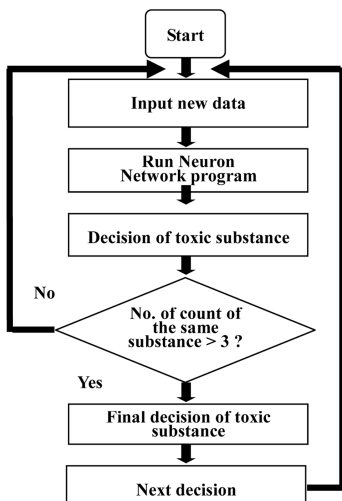 Start
Input new data
Run Neuron
Network program
Decision of toxic substance
No
No. of count of
the same
substance > 3 ?
Yes
Final decision of toxic
substance
Next decision